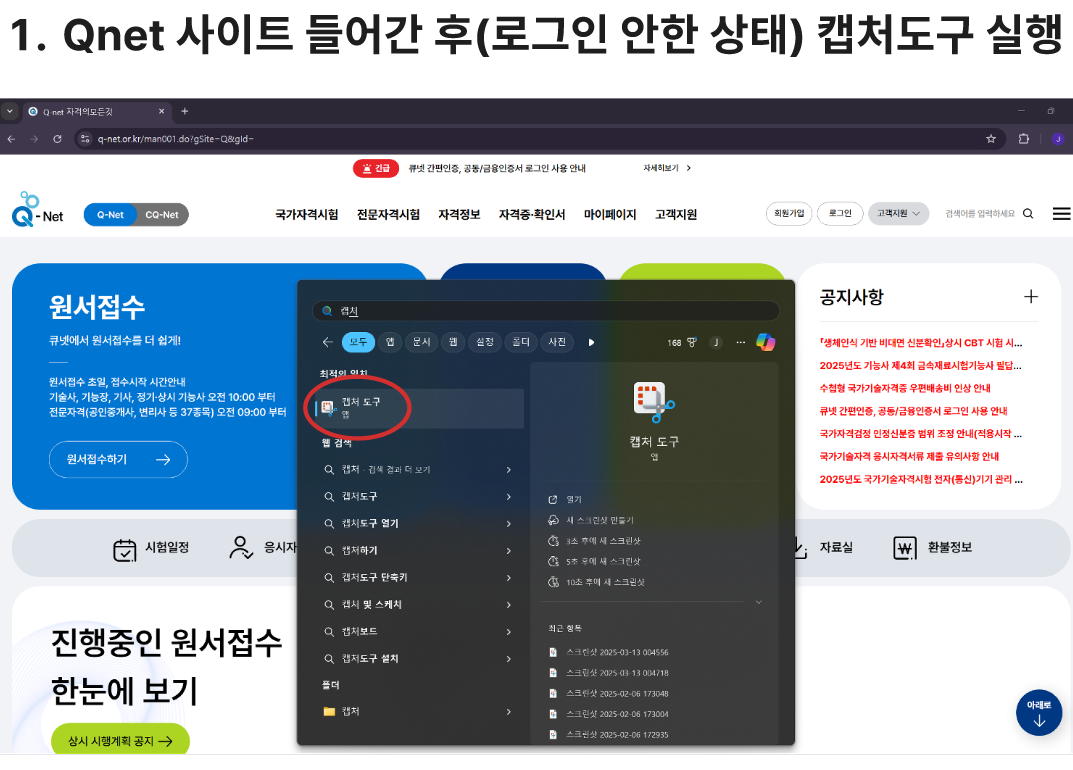 1. Qnet 사이트 들어간 후(로그인 안한 상태) 캡처도구 실행
Q-net 자격의모든것
q-net.or.kr/man001.do?gSite=Q&gId=
J
긴급 큐넷 간편인증, 공동/금융인증서 로그인 사용 안내 자세히보기
Q-Net
Q-Net CQ-Net
국가자격시험 전문자격시험 자격정보 자격증·확인서 마이페이지 고객지원
회원가입 로그인 고객지원 검색어를 입력하세요
원서접수
큐넷에서 원서접수를 더 쉽게!
원서접수 초일, 접수시작 시간안내
기술사, 기능장, 기사, 정기·상시 기능사 오전 10:00 부터
전문자격(공인중개사, 변리사 등 37종목) 오전 09:00 부터
원서접수하기
캡처
모두 앱 문서 웹 설정 폴더 사진 168 J
최적의 일치
캡처 도구
앱
웹 검색
캡처 - 검색 결과 더 보기
캡처도구
캡처도구 열기
캡처하기
캡처도구 단축키
캡처 및 스케치
캡처보드
캡처도구 설치
폴더
캡처
캡처 도구
앱
열기
새 스크린샷 만들기
3초 후에 새 스크린샷
5초 후에 새 스크린샷
10초 후에 새 스크린샷
최근 항목
스크린샷 2025-03-13 004556
스크린샷 2025-03-13 004718
스크린샷 2025-02-06 173048
스크린샷 2025-02-06 173004
스크린샷 2025-02-06 172935
공지사항
「생체인식 기반 비대면 신분확인」상시 CBT 시험 시...
2025년도 기능사 제4회 금속재료시험기능사 필답...
수첩형 국가기술자격증 우편배송비 인상 안내
큐넷 간편인증, 공동/금융인증서 로그인 사용 안내
국가자격검정 인정신분증 범위 조정 안내(적용시작 ...
국가기술자격 응시자격서류 제출 유의사항 안내
2025년도 국가기술자격시험 전자(통신)기기 관리 ...
시험일정 응시자 자료실 환불정보
진행중인 원서접수
한눈에 보기
상시 시행계획 공지
아래로